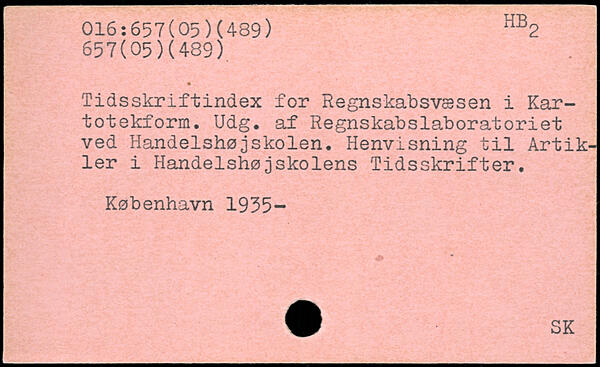 016:657(05)(489)
HB2
657(05)(489)
Tidsskriftindex for Regnskabsvæsen i Kar-
totekform. Udg. af Regnskabslaboratoriet
ved Handelshøjskolen. Henvisning til Artik-
ler i Handelshøjskolens Tidsskrifter.
København 1935-
SK